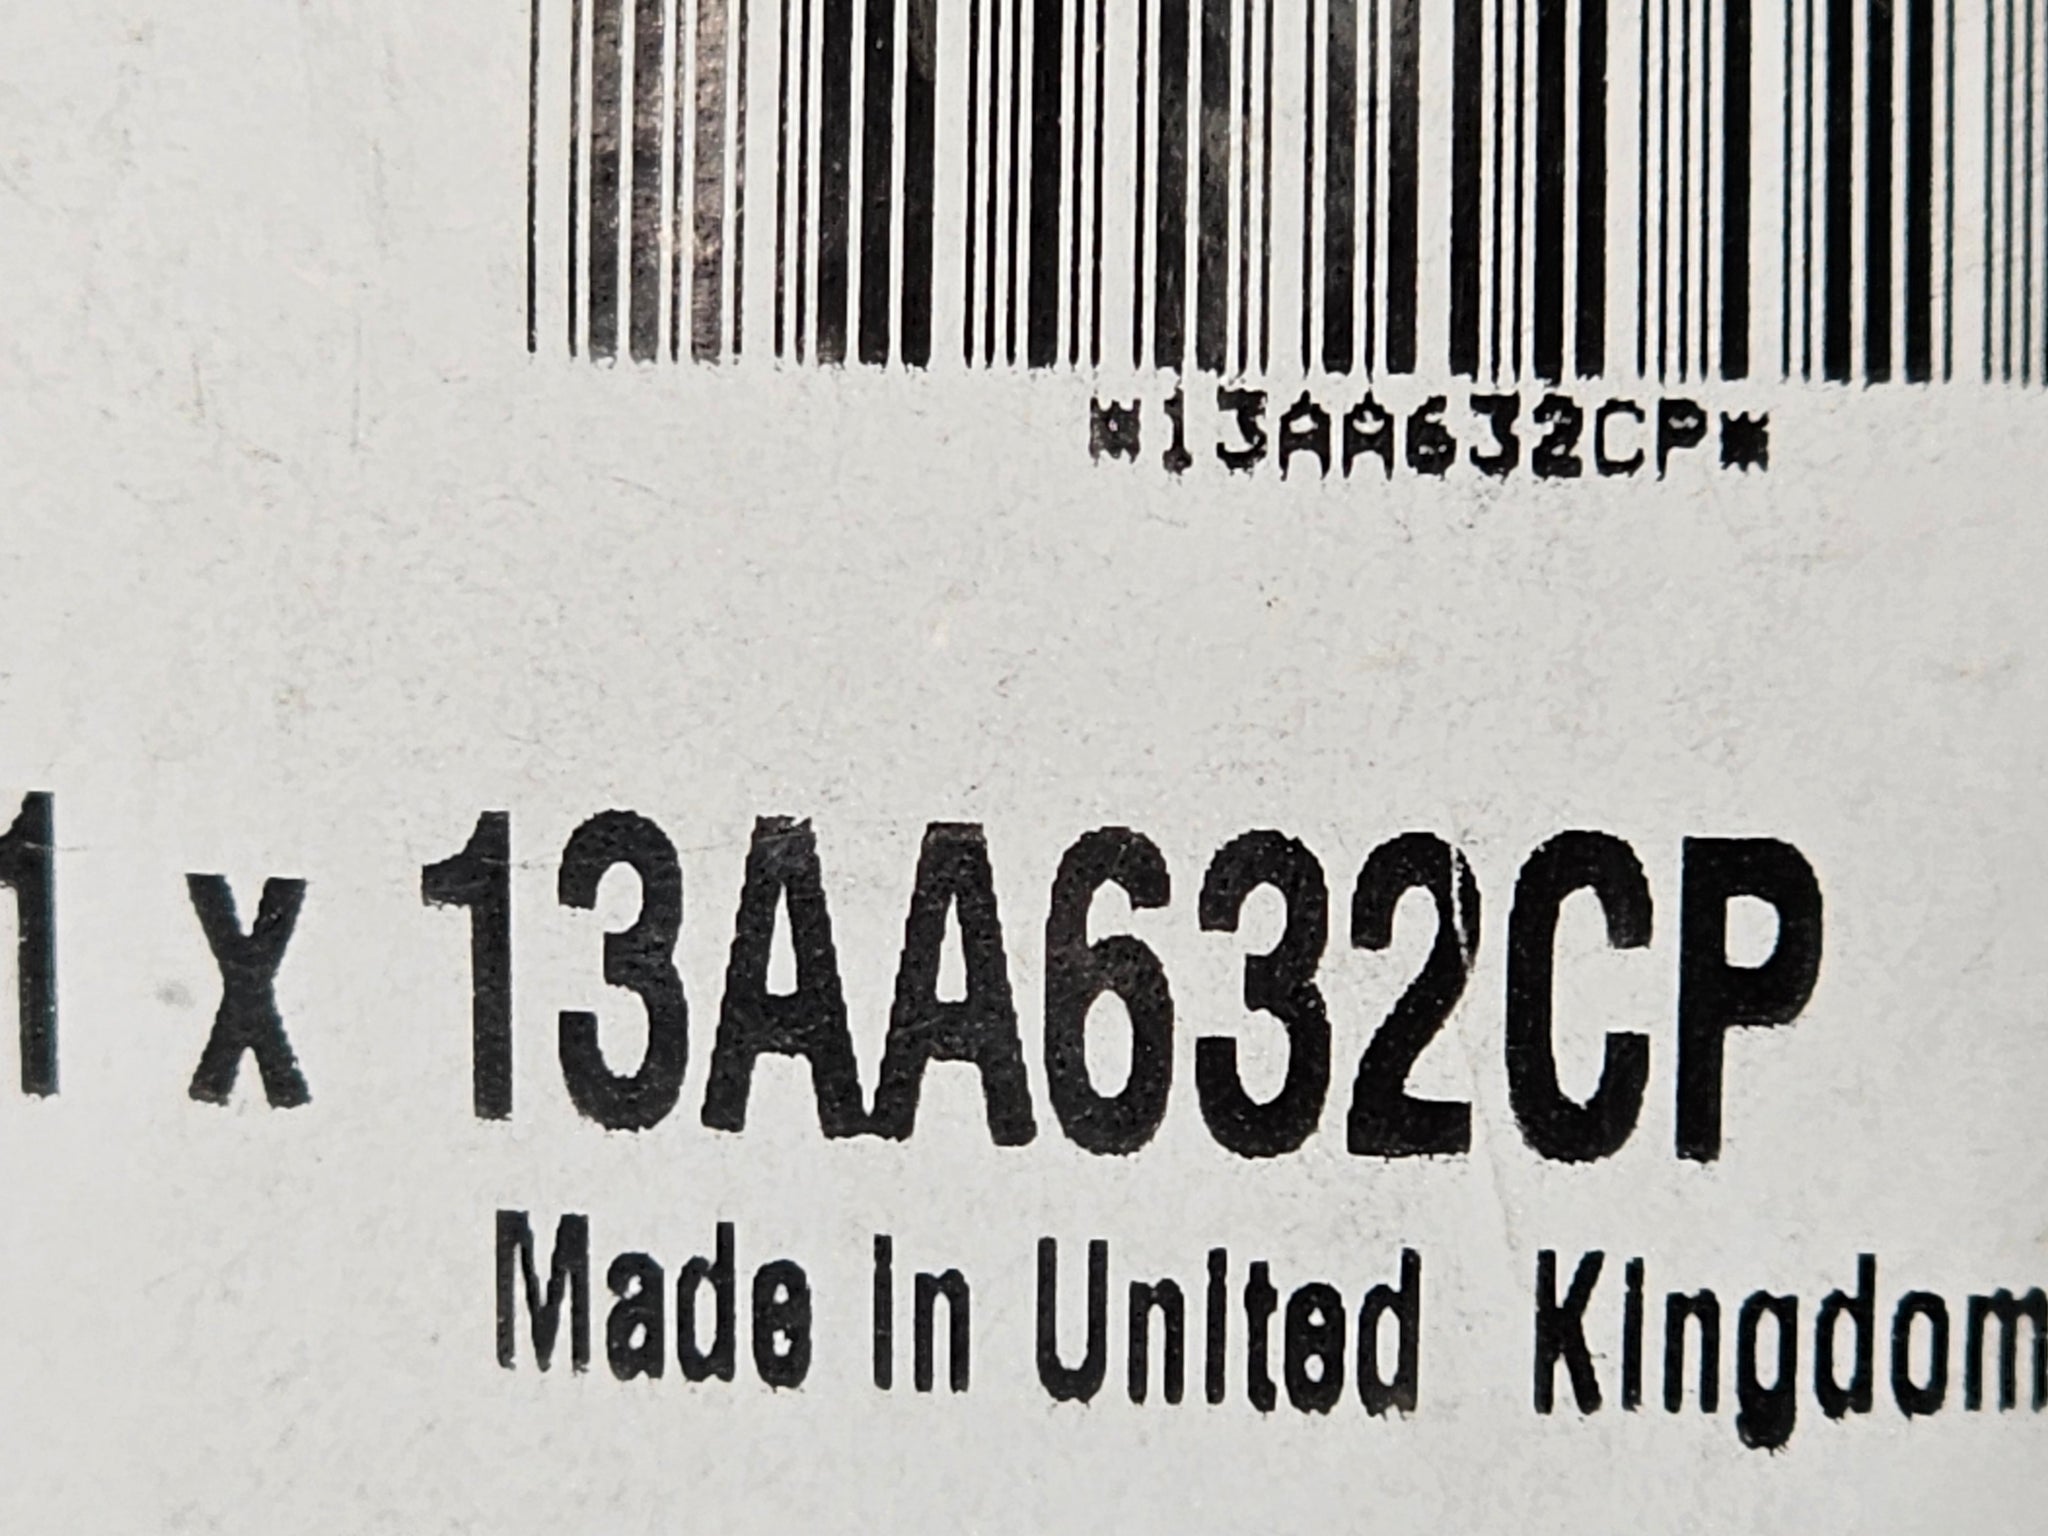 *13AA632CP*
1 x 13AA632CP
Made in United Kingdom